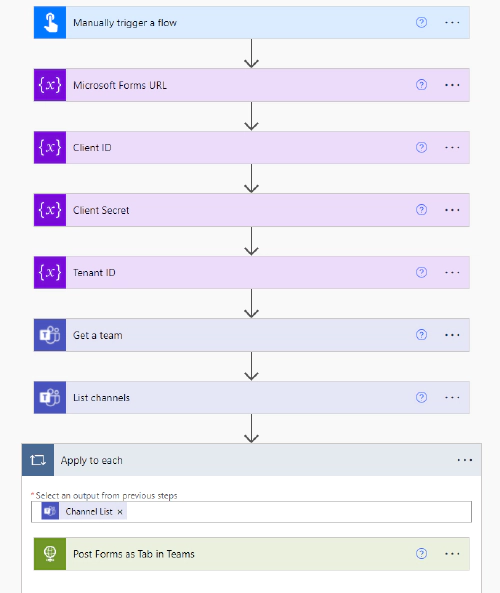 Manually trigger a flow
{x} Microsoft Forms URL
{x} Client ID
{x} Client Secret
{x} Tenant ID
Get a team
List channels
Apply to each
*Select an output from previous steps
Channel List ×
Post Forms as Tab in Teams